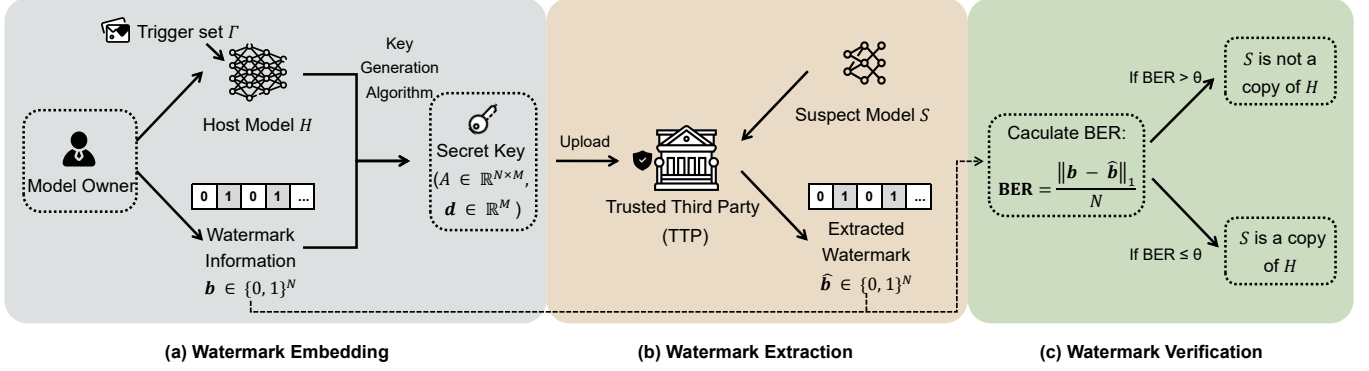 Trigger set Γ
Host Model H
Model Owner
0 1 0 1 ...
Watermark
Information
b ∈ {0, 1}^N
Key
Generation
Algorithm
Secret Key
(A ∈ ℝ^{N×M},
d ∈ ℝ^M )
Upload
Trusted Third Party
(TTP)
Suspect Model S
0 1 0 1 ...
Extracted
Watermark
b̂ ∈ {0, 1}^N
Caculate BER:
BER = ‖b − b̂‖₁ / N
If BER > θ
S is not a
copy of H
If BER ≤ θ
S is a copy
of H
(a) Watermark Embedding
(b) Watermark Extraction
(c) Watermark Verification